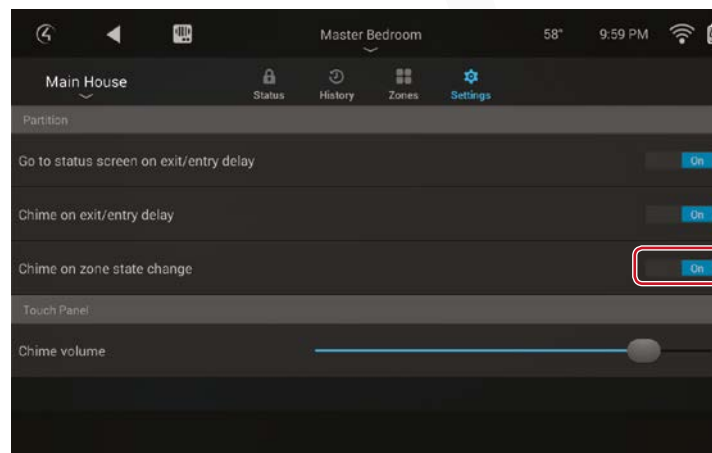 Master Bedroom 58° 9:59 PM
Main House
Status History Zones Settings
Partition
Go to status screen on exit/entry delay On
Chime on exit/entry delay On
Chime on zone state change On
Touch Panel
Chime volume